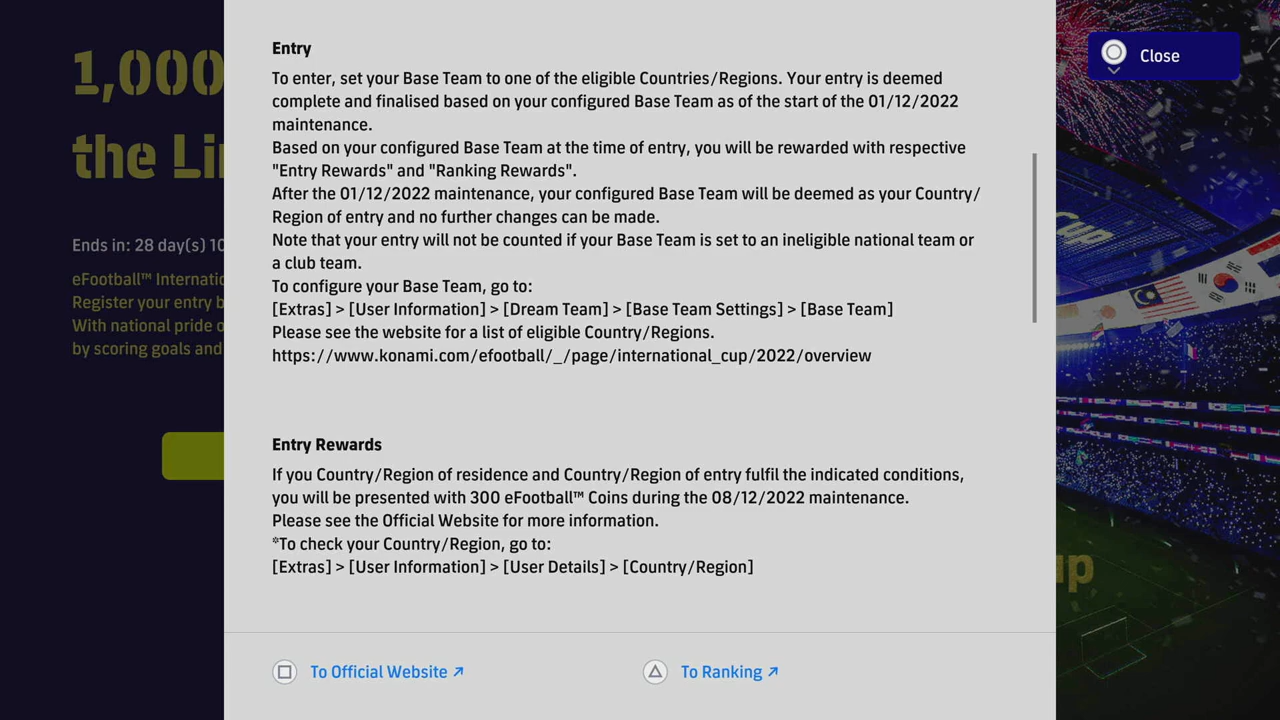 1,000
the Li
Ends in: 28 day(s) 10
eFootball™ Internatio
Register your entry b
With national pride o
by scoring goals and
Entry
To enter, set your Base Team to one of the eligible Countries/Regions. Your entry is deemed
complete and finalised based on your configured Base Team as of the start of the 01/12/2022
maintenance.
Based on your configured Base Team at the time of entry, you will be rewarded with respective
"Entry Rewards" and "Ranking Rewards".
After the 01/12/2022 maintenance, your configured Base Team will be deemed as your Country/
Region of entry and no further changes can be made.
Note that your entry will not be counted if your Base Team is set to an ineligible national team or
a club team.
To configure your Base Team, go to:
[Extras] > [User Information] > [Dream Team] > [Base Team Settings] > [Base Team]
Please see the website for a list of eligible Country/Regions.
https://www.konami.com/efootball/_/page/international_cup/2022/overview
Entry Rewards
If you Country/Region of residence and Country/Region of entry fulfil the indicated conditions,
you will be presented with 300 eFootball™ Coins during the 08/12/2022 maintenance.
Please see the Official Website for more information.
*To check your Country/Region, go to:
[Extras] > [User Information] > [User Details] > [Country/Region]
To Official Website ↗
To Ranking ↗
Close
CUP
up